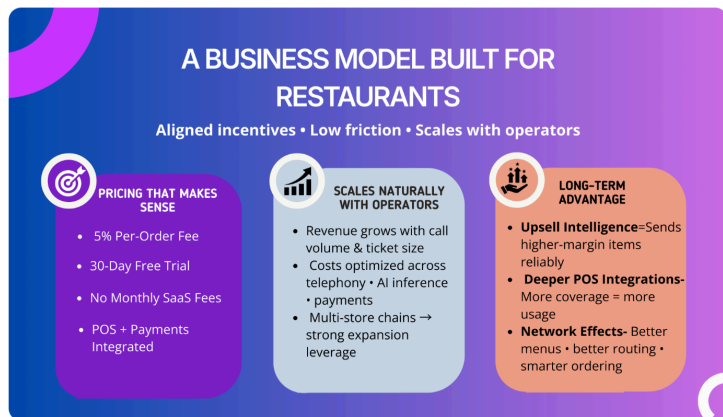 A BUSINESS MODEL BUILT FOR
RESTAURANTS
Aligned incentives • Low friction • Scales with operators
PRICING THAT MAKES
SENSE
• 5% Per-Order Fee
• 30-Day Free Trial
• No Monthly SaaS Fees
• POS + Payments
Integrated
SCALES NATURALLY
WITH OPERATORS
• Revenue grows with call
volume & ticket size
• Costs optimized across
telephony • AI inference
• payments
• Multi-store chains →
strong expansion
leverage
LONG-TERM
ADVANTAGE
• Upsell Intelligence=Sends
higher-margin items
reliably
• Deeper POS Integrations-
More coverage = more
usage
• Network Effects- Better
menus • better routing •
smarter ordering